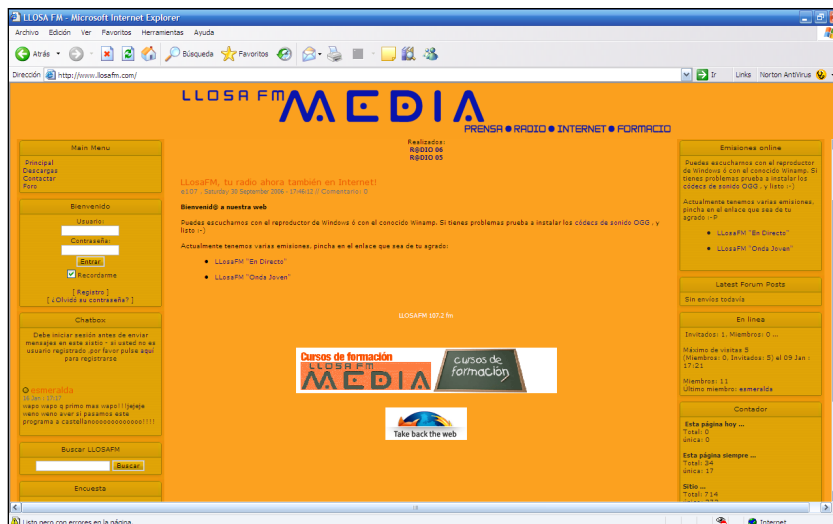 LLOSA FM - Microsoft Internet Explorer
Archivo Edición Ver Favoritos Herramientas Ayuda
Atrás Búsqueda Favoritos
Dirección http://www.llosafm.com/ Ir Links Norton AntiVirus
LLOSA FM MEDIA
PRENSA ● RADIO ● INTERNET ● FORMACIO
Main Menu
Principal
Descargas
Contactar
Foro
Bienvenido
Usuario:
Contraseña:
Entrar
Recordarme
[ Registro ]
[ ¿Olvidó su contraseña? ]
Chatbox
Debe iniciar sesión antes de enviar
mensajes en este sistio - si usted no es
usuario registrado ,por favor pulse aquí
para registrarse
esmeralda
16 Jan : 17:17
wapo wapo q primo mas wapo!!!jejeje
wano wano aver si pasamos este
programa a castellanooooooooooooo!!!!
Buscar LLOSAFM
Buscar
Encuesta
Realizados:
R@DIO 06
R@DIO 05
LLosaFM, tu radio ahora también en Internet!
e107 - Saturday 30 September 2006 - 17:46:12 // Comentario: 0
Bienvenid@ a nuestra web
Puedes escucharnos con el reproductor de Windows ó con el conocido Winamp. Si tienes problemas prueba a instalar los códecs de sonido OGG , y
listo :-)
Actualmente tenemos varias emisiones, pincha en el enlace que sea de tu agrado:
LLosaFM "En Directo"
LLosaFM "Onda Joven"
LLOSAFM 107.2 fm
Cursos de formación
LLOSA FM
MEDIA
cursos de
formación
Take back the web
Emisiones online
Puedes escucharnos con el reproductor
de Windows ó con el conocido Winamp. Si
tienes problemas prueba a instalar los
códecs de sonido OGG , y listo :-)
Actualmente tenemos varias emisiones,
pincha en el enlace que sea de tu
agrado :-P
LLosaFM "En Directo"
LLosaFM "Onda Joven"
Latest Forum Posts
Sin envíos todavía
En línea
Invitados: 1, Miembros: 0 ...
Máximo de visitas 5
(Miembros: 0, Invitados: 5) el 09 Jan :
17:21
Miembros: 11
Último miembro: esmeralda
Contador
Esta página hoy ...
Total: 0
única: 0
Esta página siempre ...
Total: 34
única: 17
Sitio ...
Total: 714
Listo pero con errores en la página.
Internet